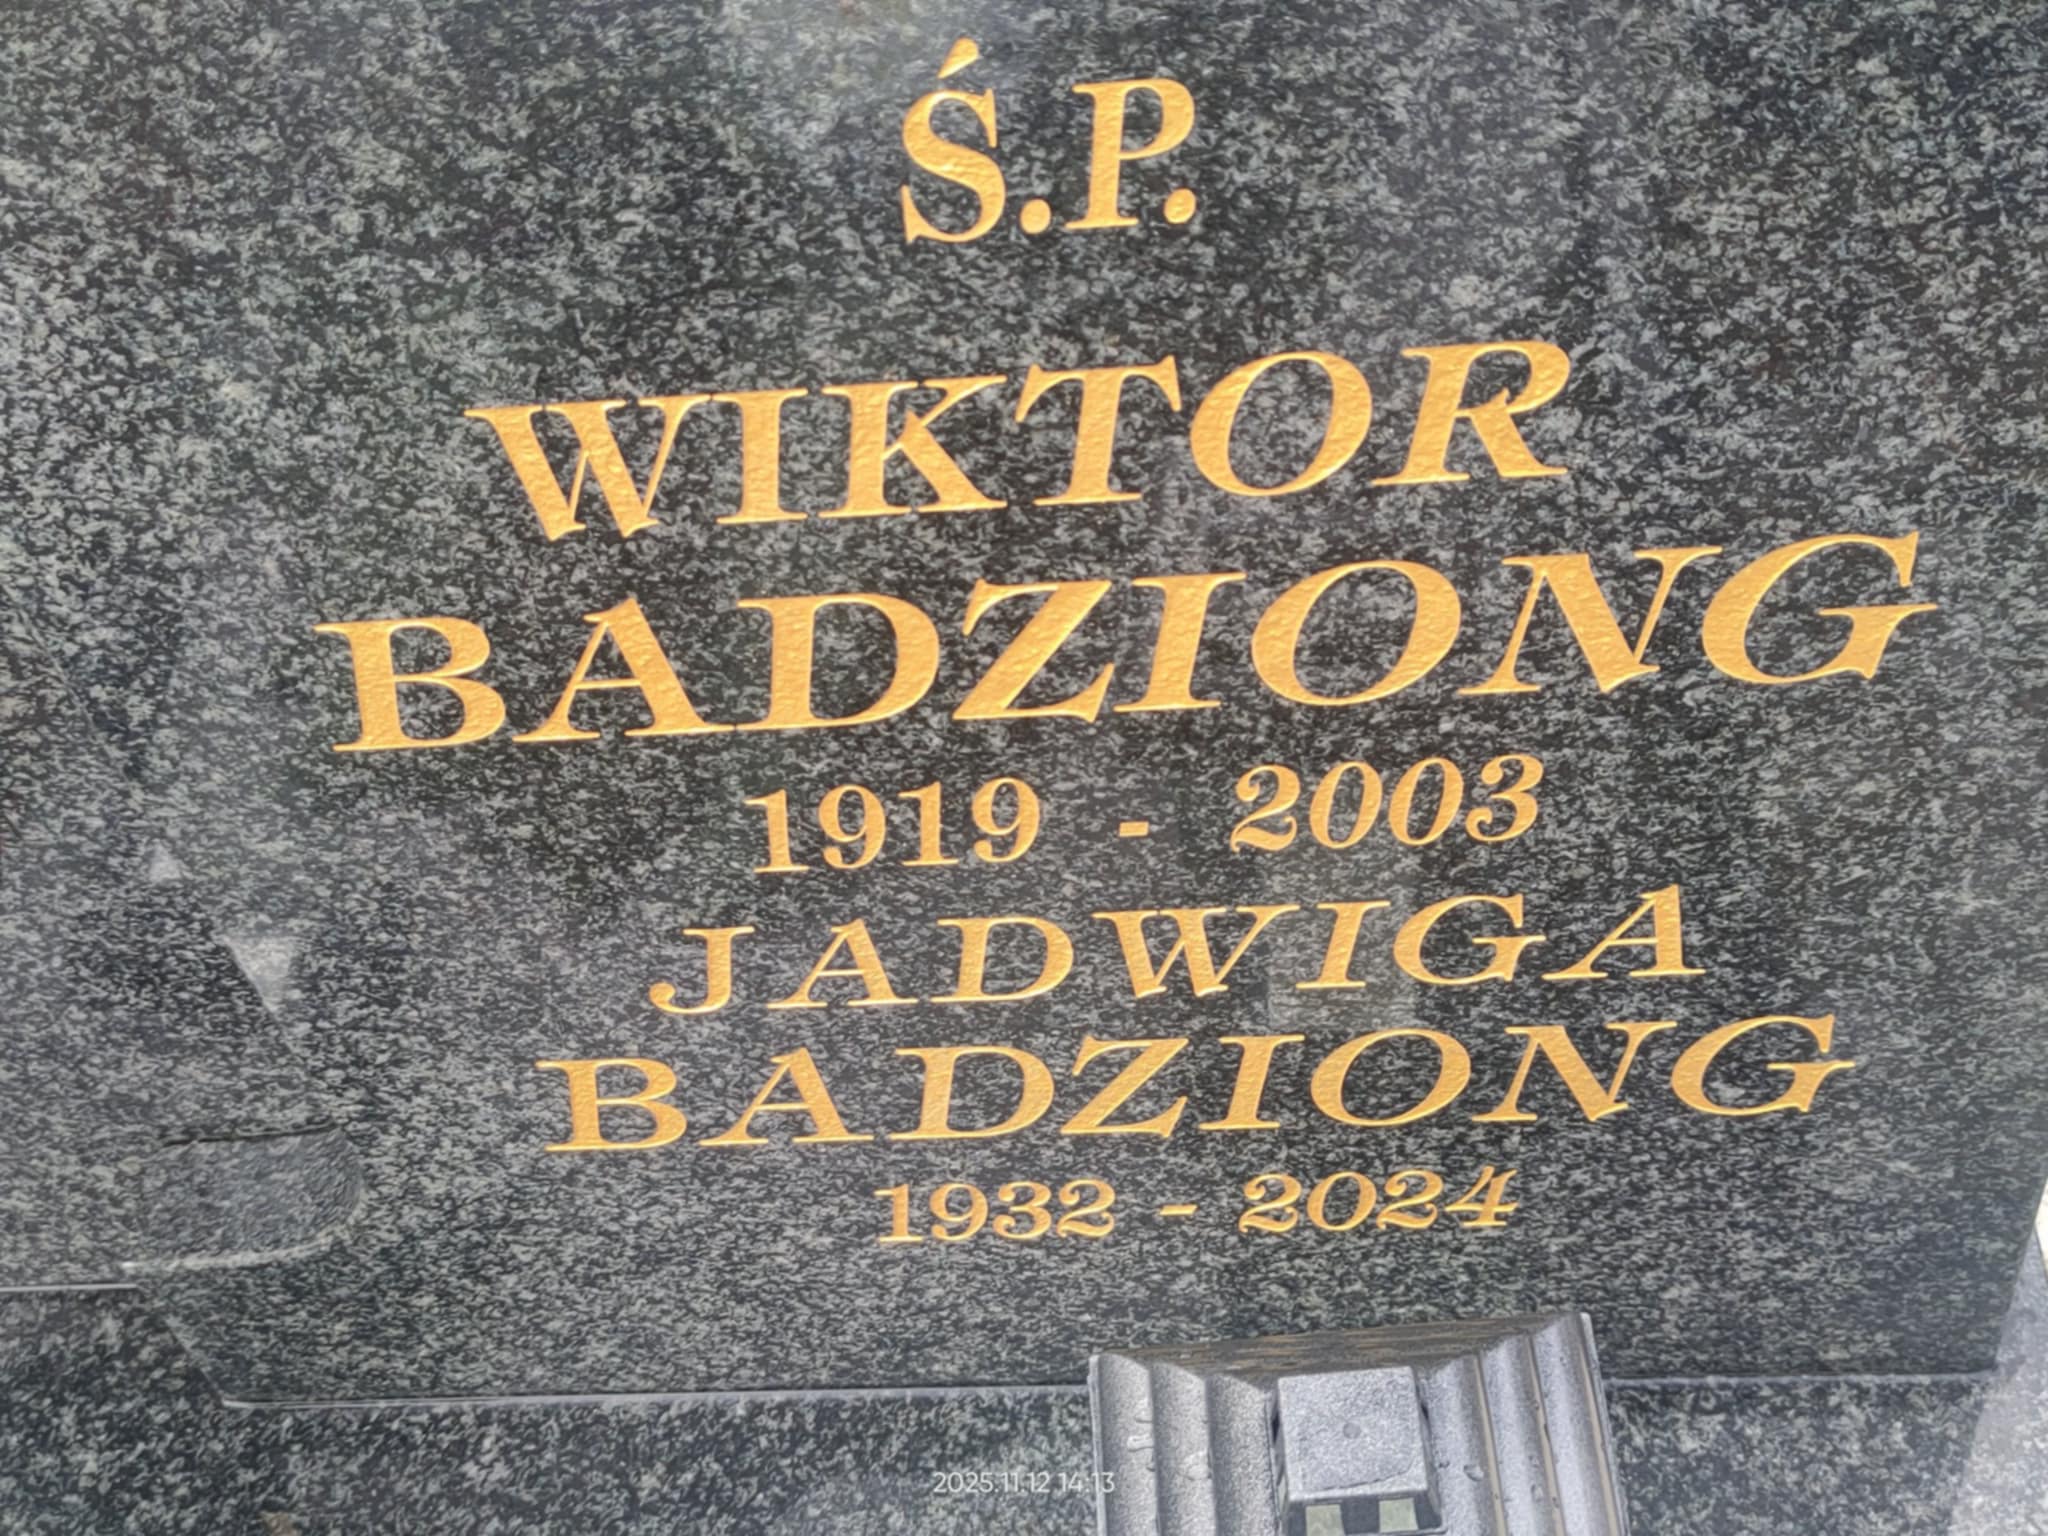 Ś.P.
WIKTOR
BADZIONG
1919 - 2003
JADWIGA
BADZIONG
1932 - 2024
2025.11.12 14:13